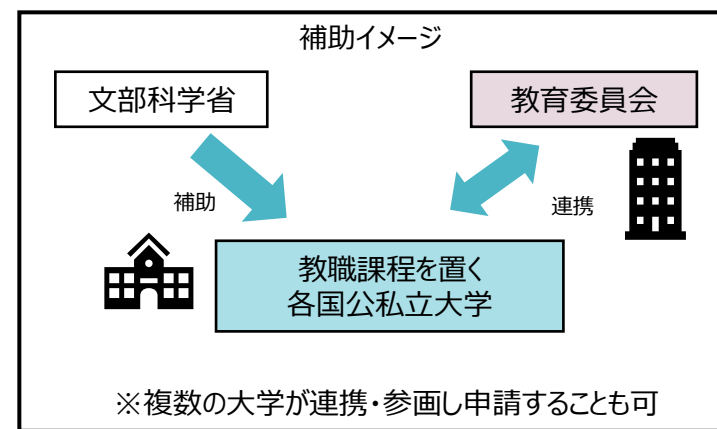 補助イメージ
文部科学省
教育委員会
補助
連携
教職課程を置く
各国公私立大学
※複数の大学が連携・参画し申請することも可